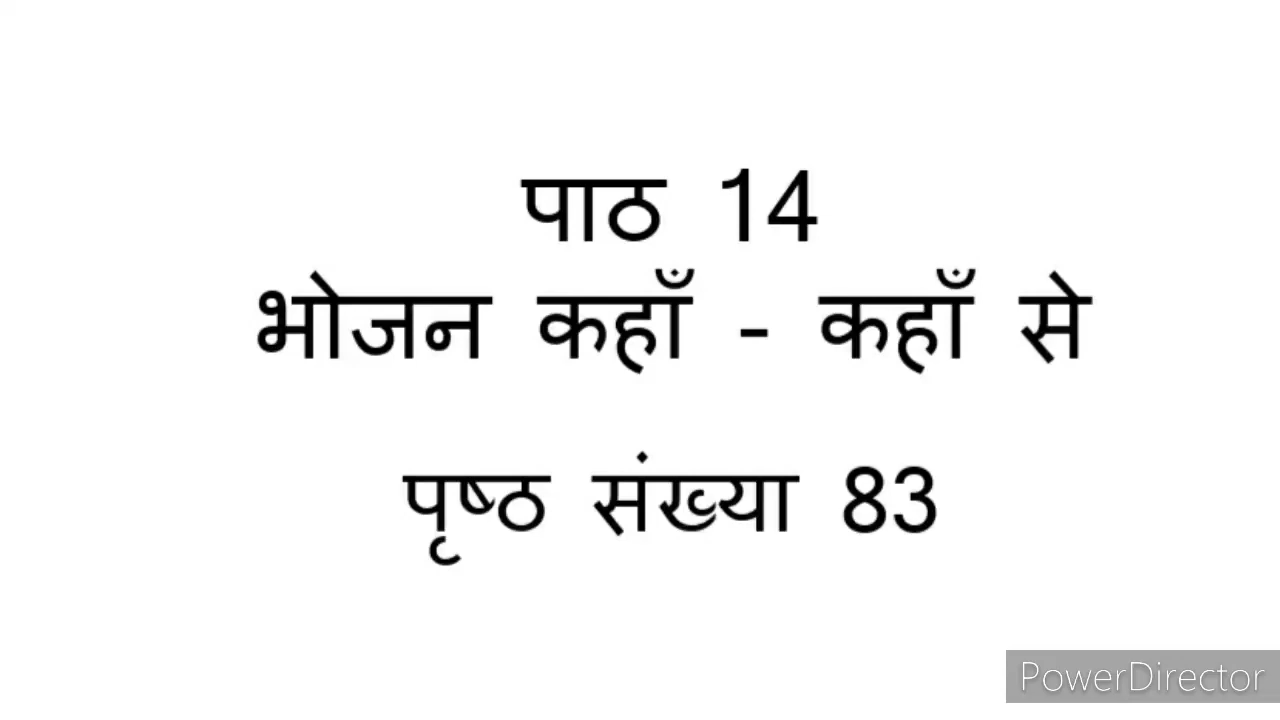 पाठ 14
भोजन कहाँ - कहाँ से
पृष्ठ संख्या 83
PowerDirector